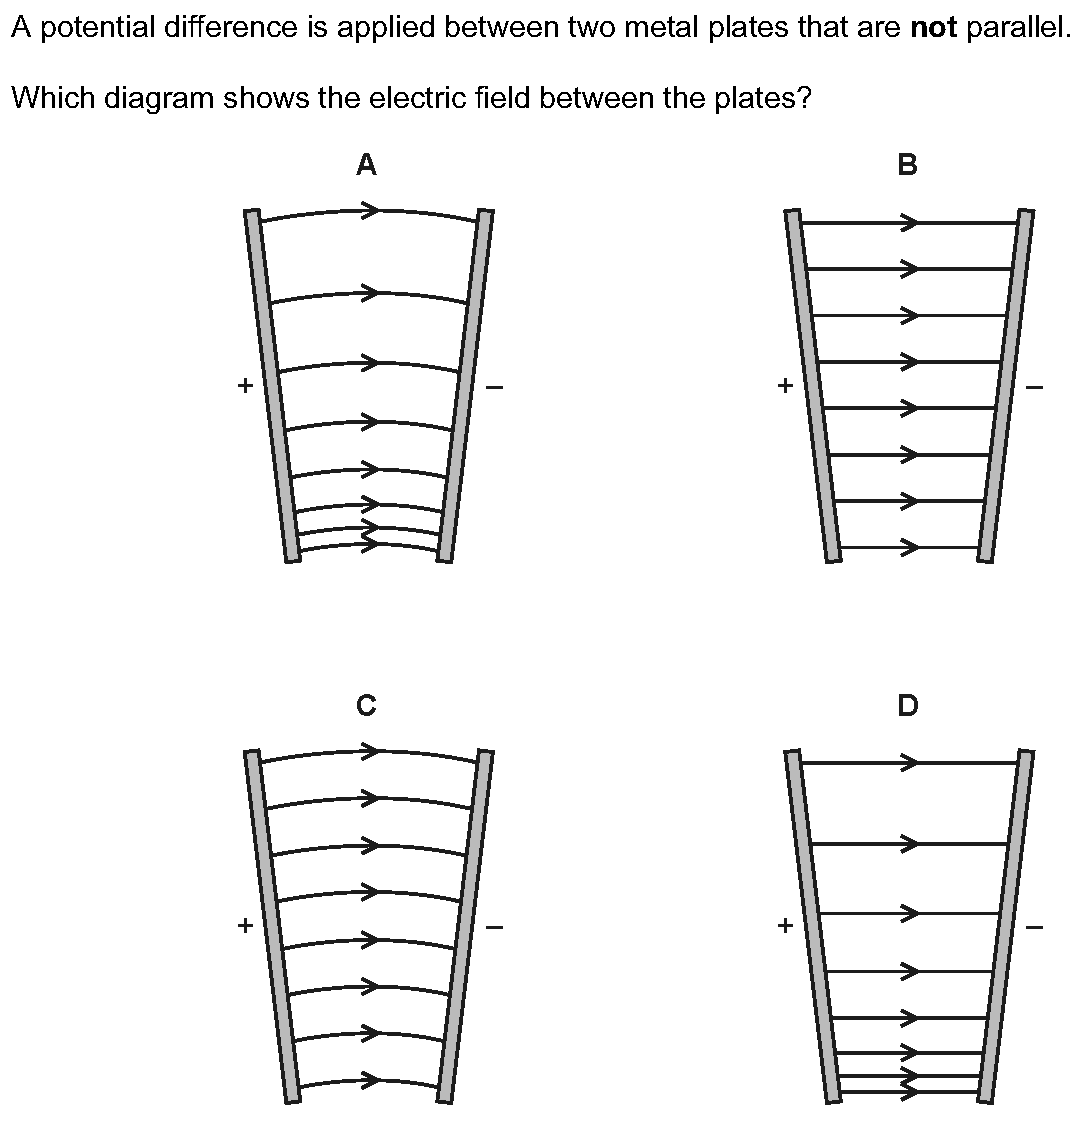 A potential difference is applied between two metal plates that are not parallel.
Which diagram shows the electric field between the plates?
A
B
+
–
+
–
C
D
+
–
+
–